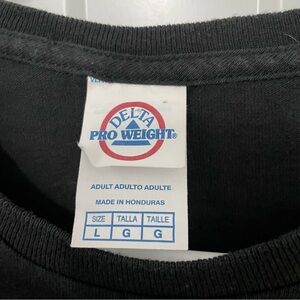 DELTA
PRO WEIGHT®
ADULT ADULTO ADULTE
MADE IN HONDURAS
SIZE TALLA TAILLE
L G G